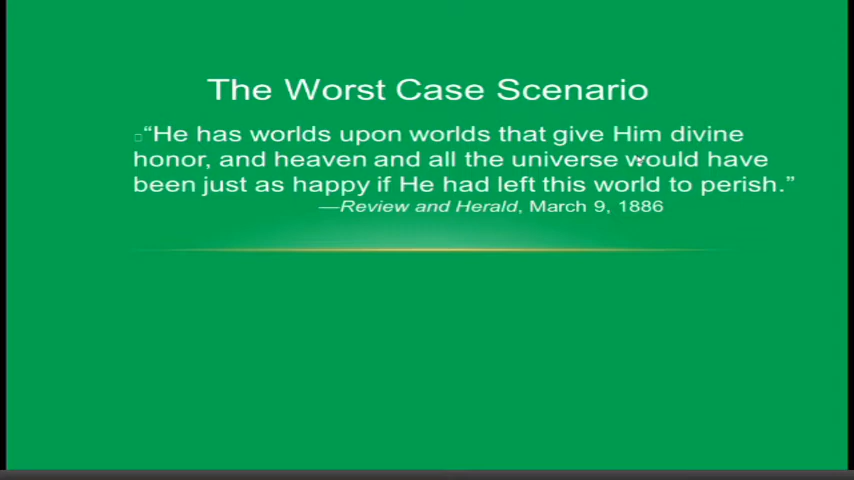 The Worst Case Scenario
“He has worlds upon worlds that give Him divine
honor, and heaven and all the universe would have
been just as happy if He had left this world to perish.”
—Review and Herald, March 9, 1886